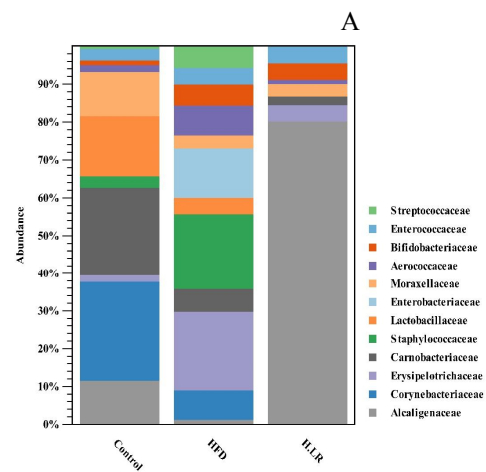 A
Abundance
90%
80%
70%
60%
50%
40%
30%
20%
10%
0%
Control
HFD
H.LR
Streptococcaceae
Enterococcaceae
Bifidobacteriaceae
Aerococcaceae
Moraxellaceae
Enterobacteriaceae
Lactobacillaceae
Staphylococcaceae
Carnobacteriaceae
Erysipelotrichaceae
Corynebacteriaceae
Alcaligenaceae